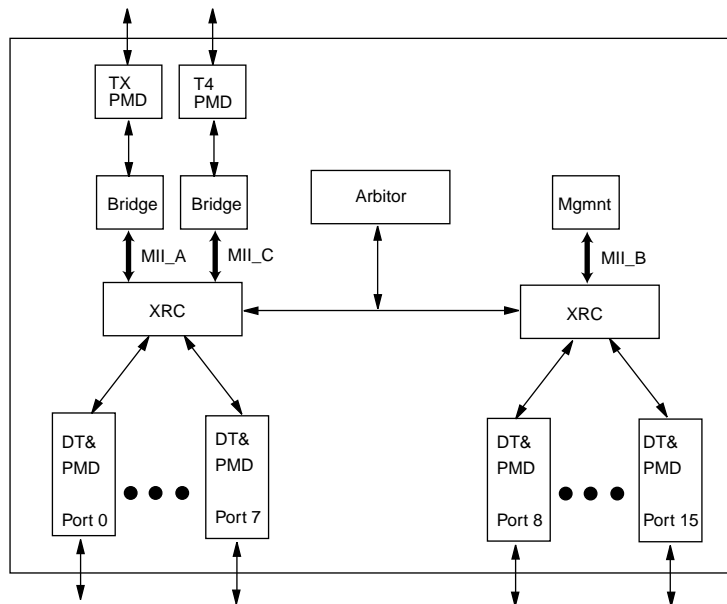 TX
PMD
T4
PMD
Bridge
Bridge
Arbitor
Mgmnt
MII_A
MII_C
MII_B
XRC
XRC
DT&
PMD
Port 0
DT&
PMD
Port 7
DT&
PMD
Port 8
DT&
PMD
Port 15